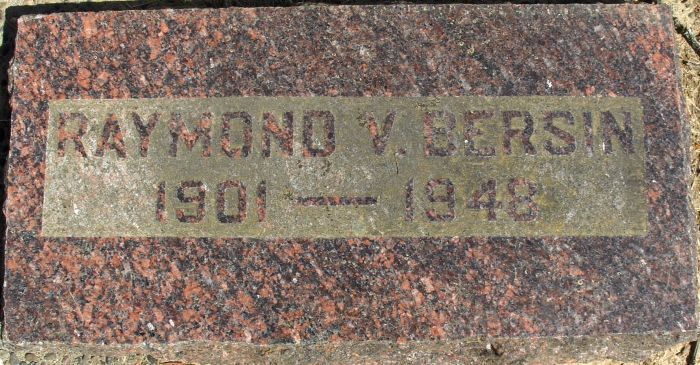 RAYMOND V. BERSIN
1901 — 1948